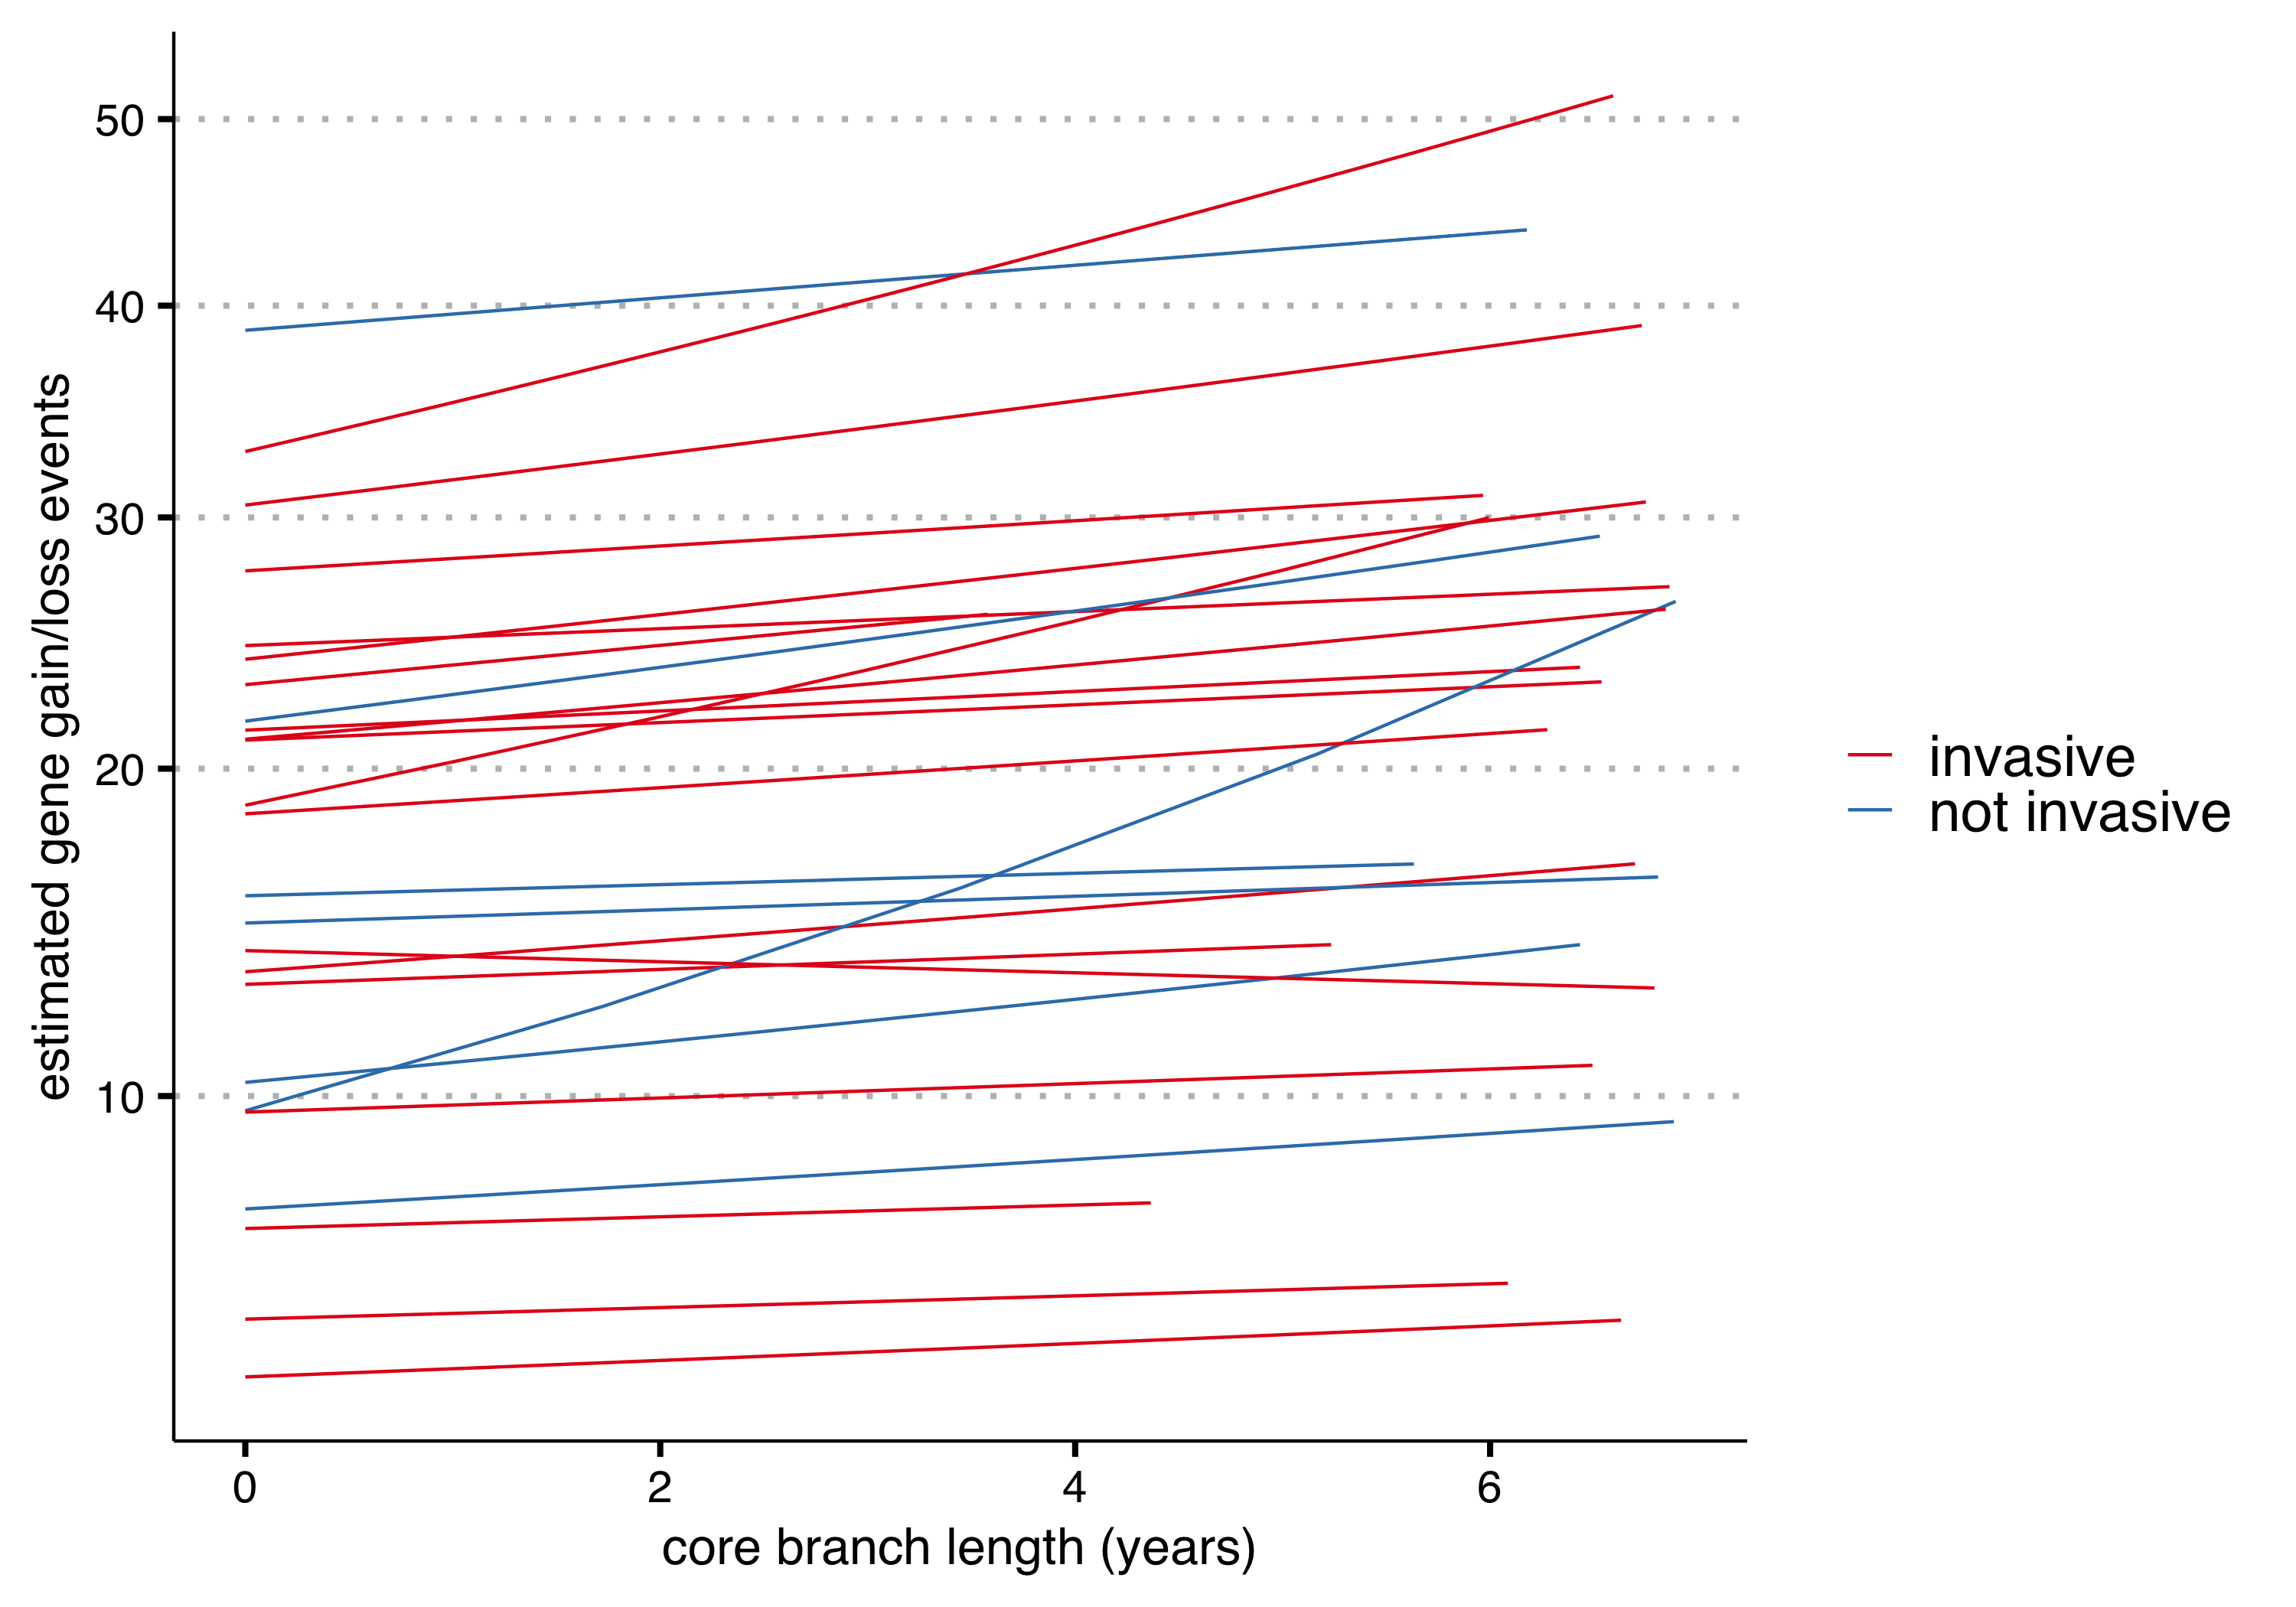 estimated gene gain/loss events
50
40
30
20
10
0 2 4 6
core branch length (years)
invasive
not invasive